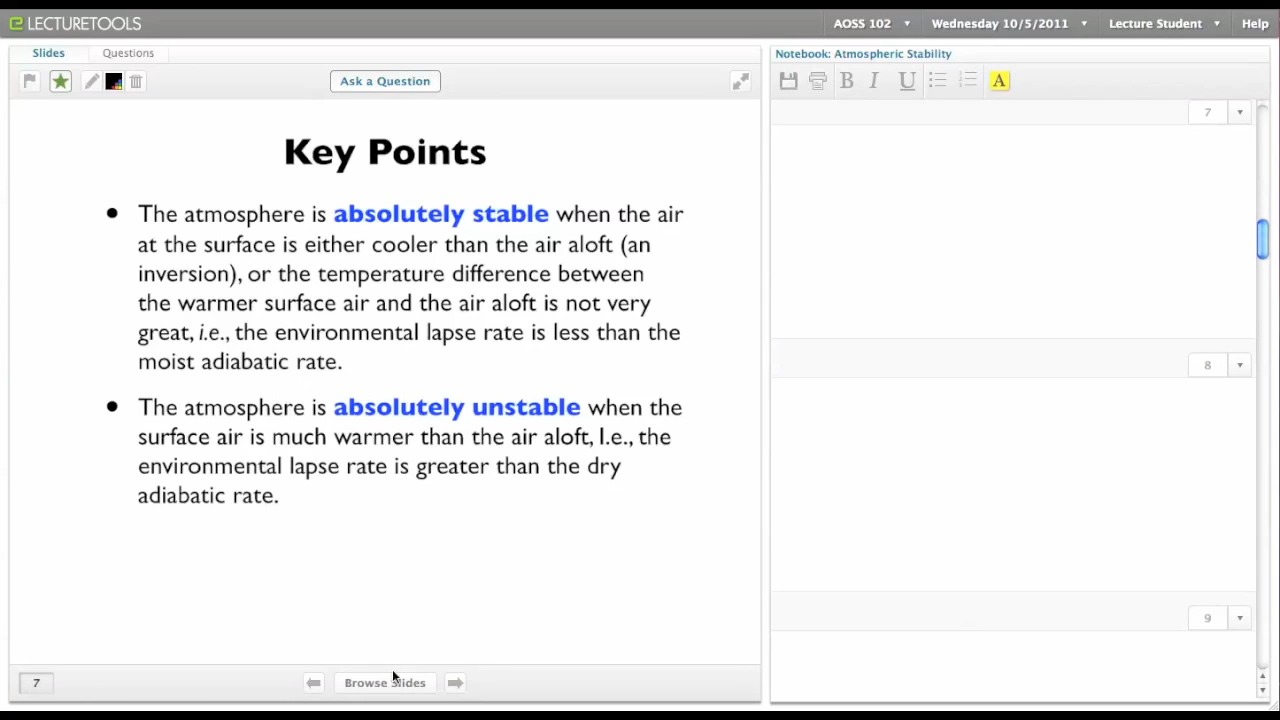 LECTURETOOLS
AOSS 102
Wednesday 10/5/2011
Lecture Student
Help
Slides
Questions
Ask a Question
Key Points
• The atmosphere is absolutely stable when the air
at the surface is either cooler than the air aloft (an
inversion), or the temperature difference between
the warmer surface air and the air aloft is not very
great, i.e., the environmental lapse rate is less than the
moist adiabatic rate.
• The atmosphere is absolutely unstable when the
surface air is much warmer than the air aloft, I.e., the
environmental lapse rate is greater than the dry
adiabatic rate.
7
Browse Slides
Notebook: Atmospheric Stability
B I U A
7
8
9